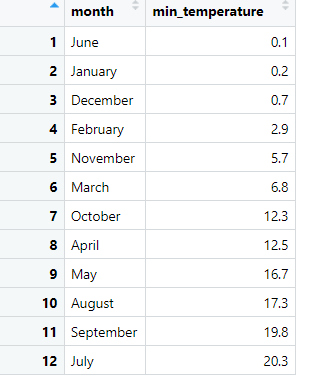 month min_temperature
1 June 0.1
2 January 0.2
3 December 0.7
4 February 2.9
5 November 5.7
6 March 6.8
7 October 12.3
8 April 12.5
9 May 16.7
10 August 17.3
11 September 19.8
12 July 20.3